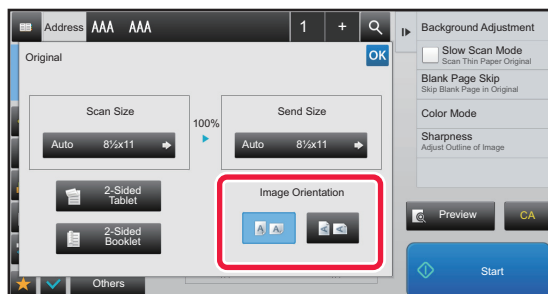 Address AAA AAA 1 +
Original OK
Scan Size
Auto 8½x11
100%
Send Size
Auto 8½x11
2-Sided
Tablet
2-Sided
Booklet
Image Orientation
A A
A A
Others
Background Adjustment
Slow Scan Mode
Scan Thin Paper Original
Blank Page Skip
Skip Blank Page in Original
Color Mode
Sharpness
Adjust Outline of Image
Preview
CA
Start